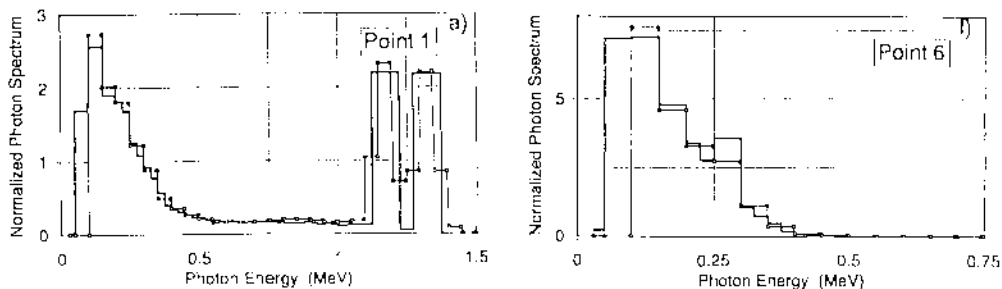 a)
Point 1
Normalized Photon Spectrum
3
2
1
0
0 0.5 1 1.5
Photon Energy (MeV)
Point 6
Normalized Photon Spectrum
5
0
0 0.25 0.5 0.75
Photon Energy (MeV)